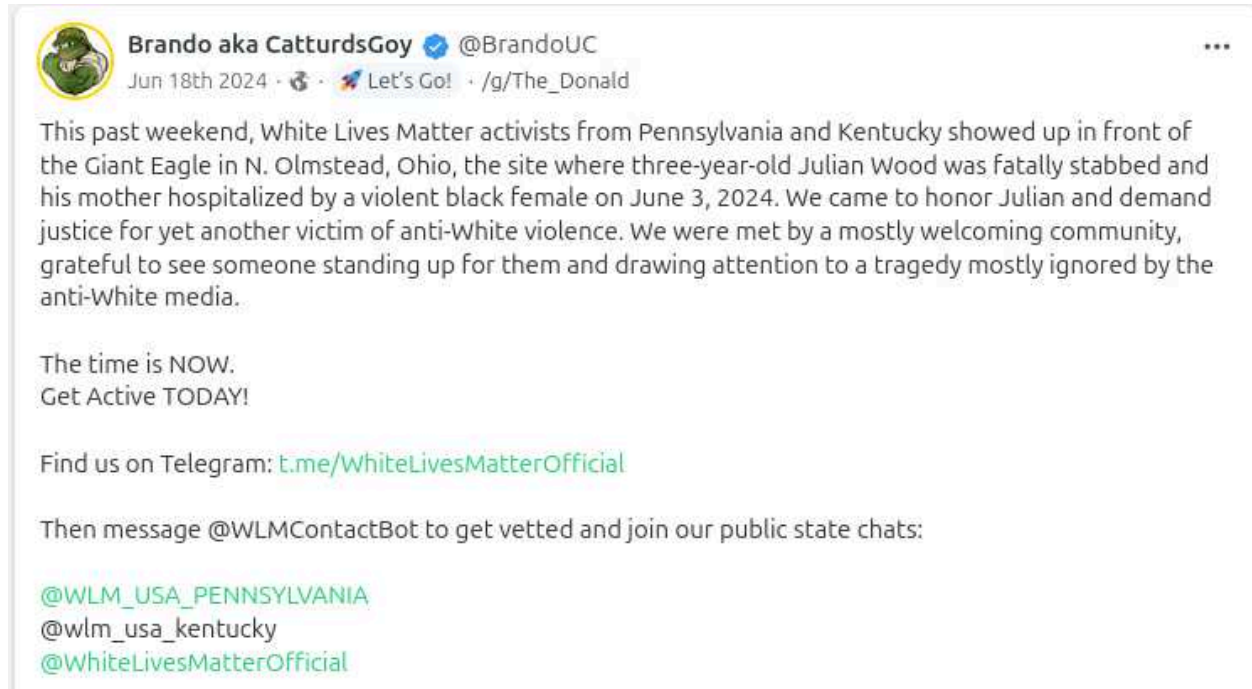 Brando aka CatturdsGoy @BrandoUC
Jun 18th 2024 · · 🚀 Let's Go! · /g/The_Donald
This past weekend, White Lives Matter activists from Pennsylvania and Kentucky showed up in front of
the Giant Eagle in N. Olmstead, Ohio, the site where three-year-old Julian Wood was fatally stabbed and
his mother hospitalized by a violent black female on June 3, 2024. We came to honor Julian and demand
justice for yet another victim of anti-White violence. We were met by a mostly welcoming community,
grateful to see someone standing up for them and drawing attention to a tragedy mostly ignored by the
anti-White media.
The time is NOW.
Get Active TODAY!
Find us on Telegram: t.me/WhiteLivesMatterOfficial
Then message @WLMContactBot to get vetted and join our public state chats:
@WLM_USA_PENNSYLVANIA
@wlm_usa_kentucky
@WhiteLivesMatterOfficial